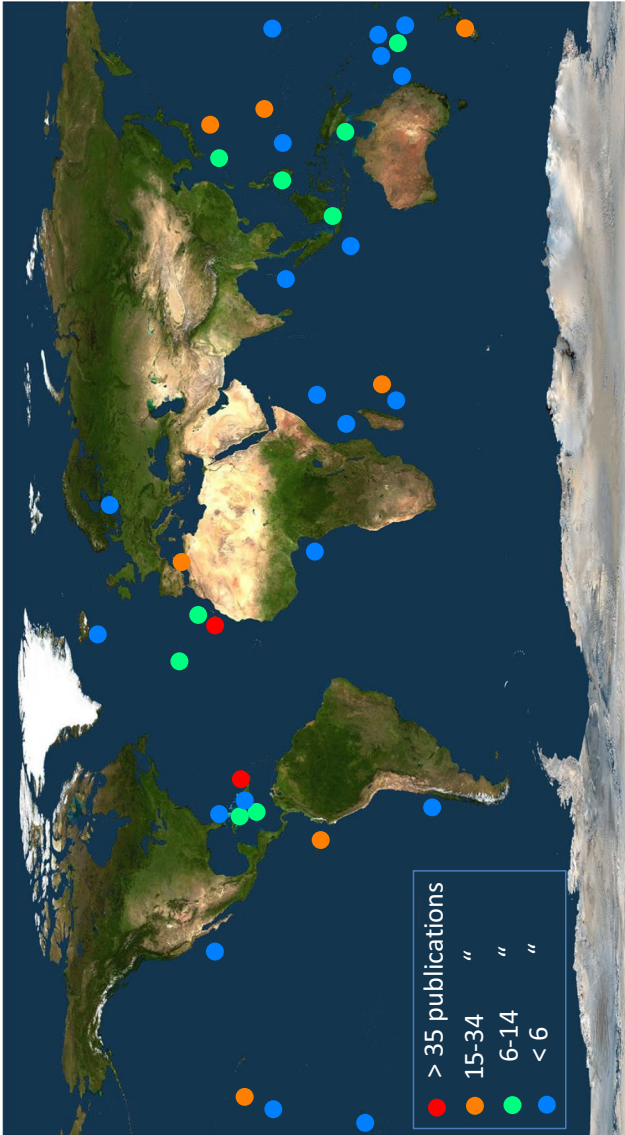 > 35 publications
15-34 “
6-14 “
< 6 “